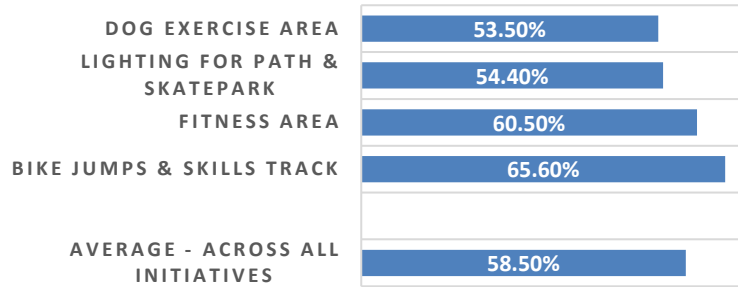 DOG EXERCISE AREA
53.50%
LIGHTING FOR PATH &
SKATEPARK
54.40%
FITNESS AREA
60.50%
BIKE JUMPS & SKILLS TRACK
65.60%
AVERAGE - ACROSS ALL
INITIATIVES
58.50%